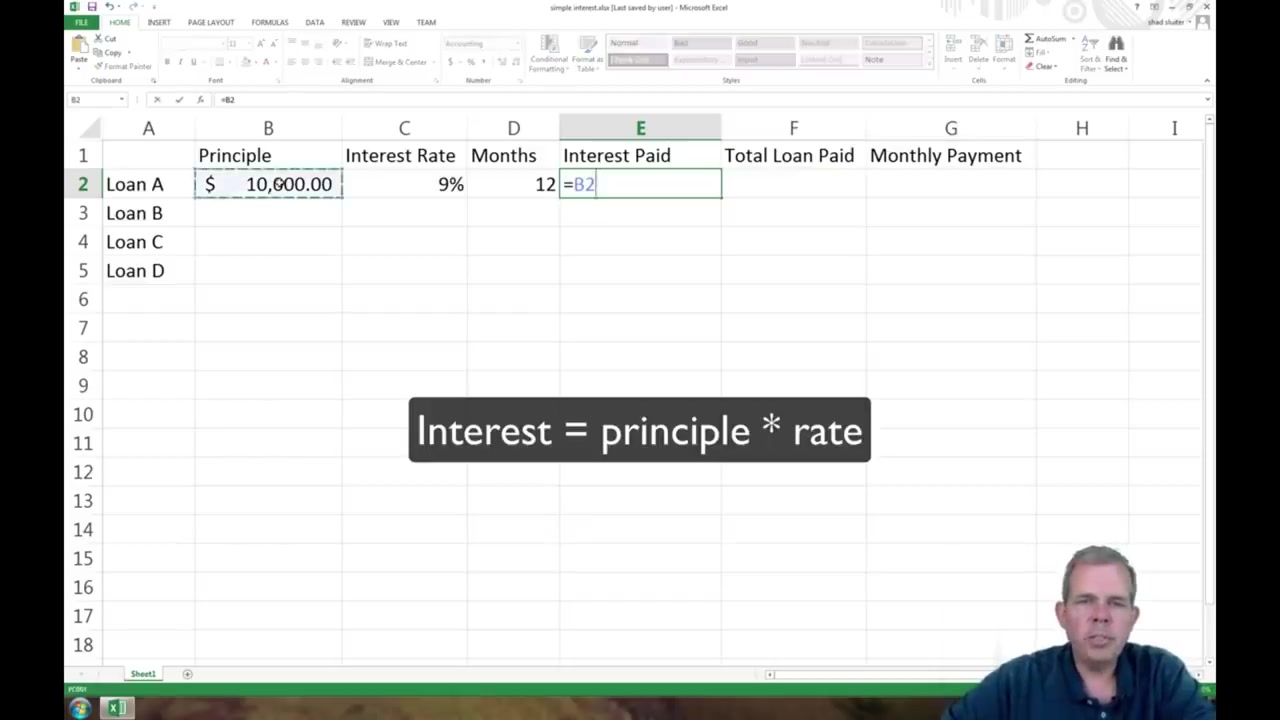 simple interest.xlsx [Last saved by user] - Microsoft Excel
FILE HOME INSERT PAGE LAYOUT FORMULAS DATA REVIEW VIEW TEAM
shad sluiter
Paste
Cut
Copy
Format Painter
11
Wrap Text
Merge & Center
Accounting
$ %
Conditional Formatting
Format as Table
Normal Bad Good Neutral Calculation
Check Cell Explanatory... Input Linked Cell Note
Insert Delete Format
AutoSum
Fill
Clear
Sort & Filter
Find & Select
Clipboard Font Alignment Number Styles Cells Editing
B2 fx =B2
A B C D E F G H I
1 Principle Interest Rate Months Interest Paid Total Loan Paid Monthly Payment
2 Loan A $ 10,000.00 9% 12 =B2
3 Loan B
4 Loan C
5 Loan D
6
7
8
9
10
11
12
13
14
15
16
17
18
Interest = principle * rate
Sheet1
POINT